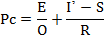 Pc = E/O + I' - S/R